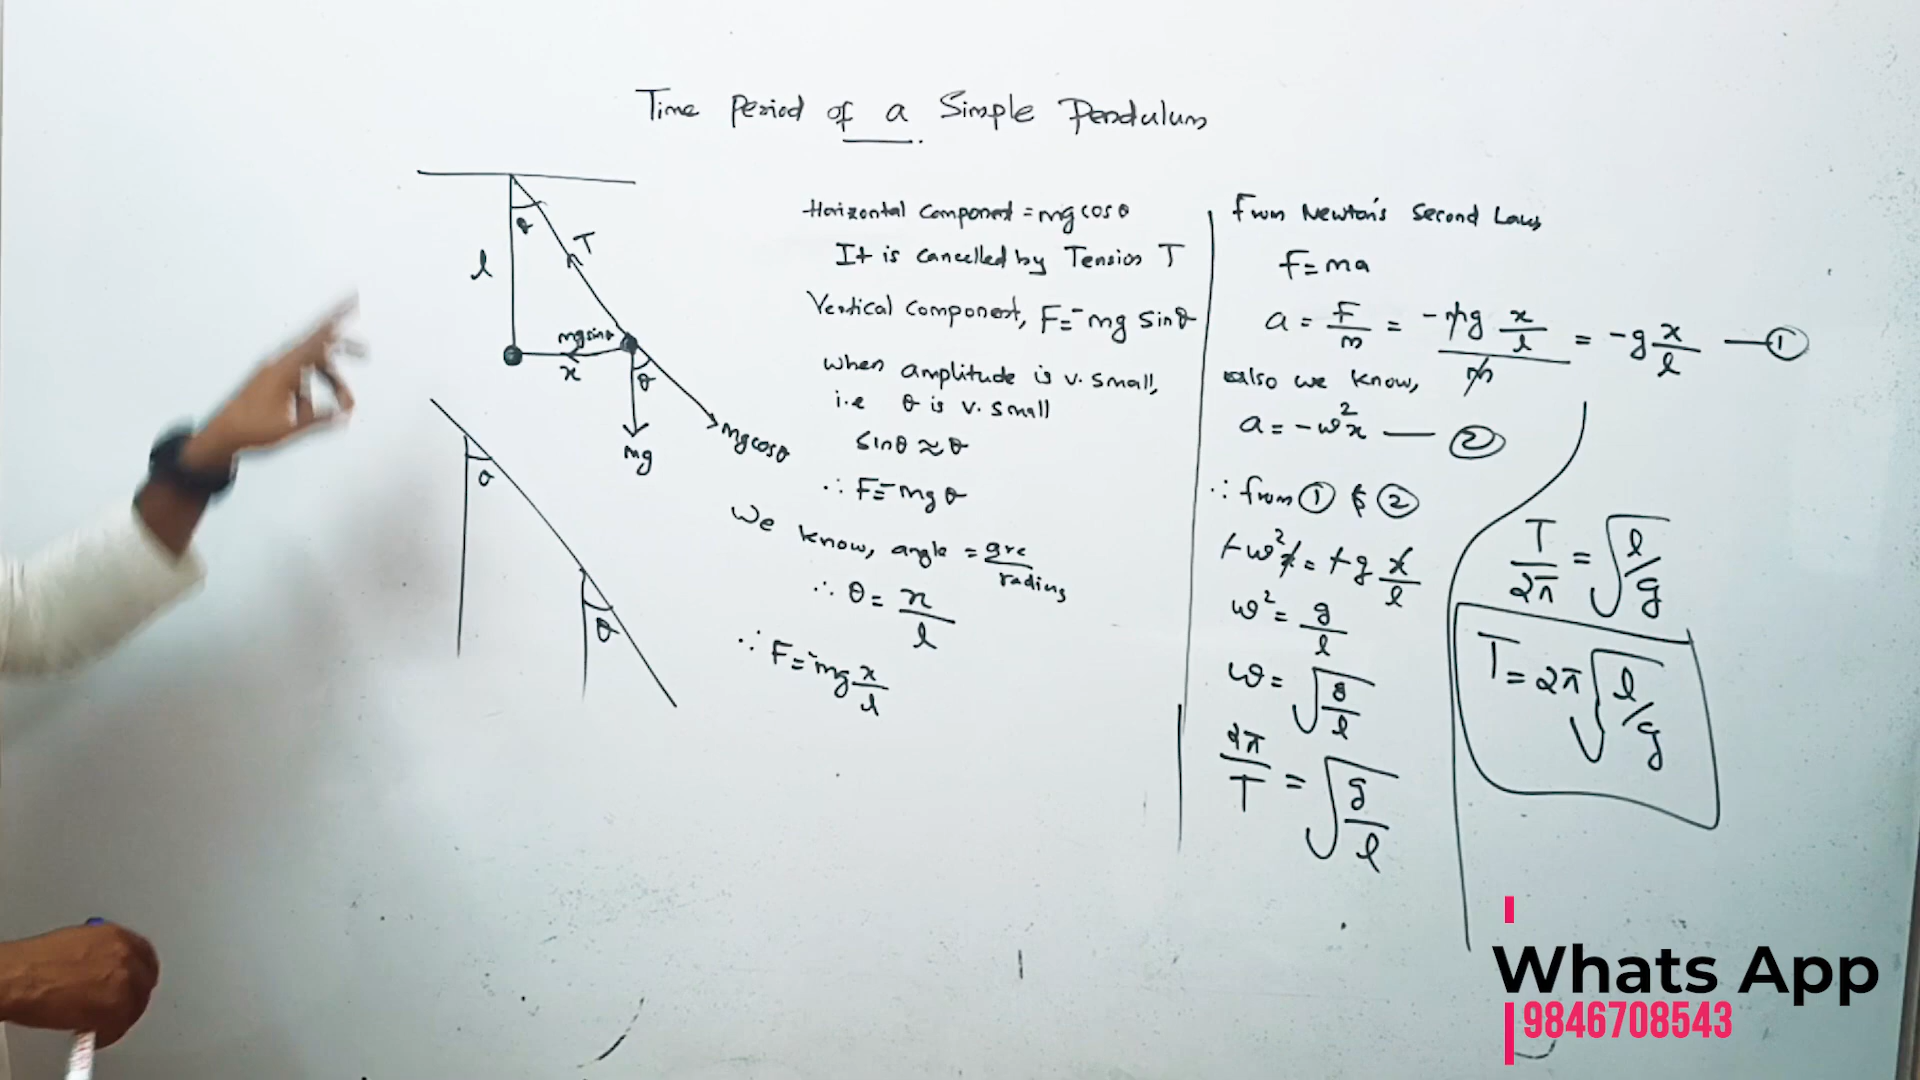 Time Period of a Simple Pendulum
θ
l
T
mg sinθ
x
θ
mg
mg cosθ
θ
θ
Horizontal Component = mg cosθ
It is cancelled by Tension T
Vertical Component, F = -mg sinθ
when amplitude is v. small,
i.e θ is v. small
sinθ ≈ θ
∴ F = -mg θ
We know, angle = arc/radius
∴ θ = x/l
∴ F = -mg x/l
From Newton's Second Law,
F = ma
a = F/m = -mg x/l / m = -g x/l — ①
also we know,
a = -ω²x — ②
∴ from ① & ②
+ω²x = +g x/l
ω² = g/l
ω = √(g/l)
2π/T = √(g/l)
T/2π = √(l/g)
T = 2π√(l/g)
Whats App
9846708543